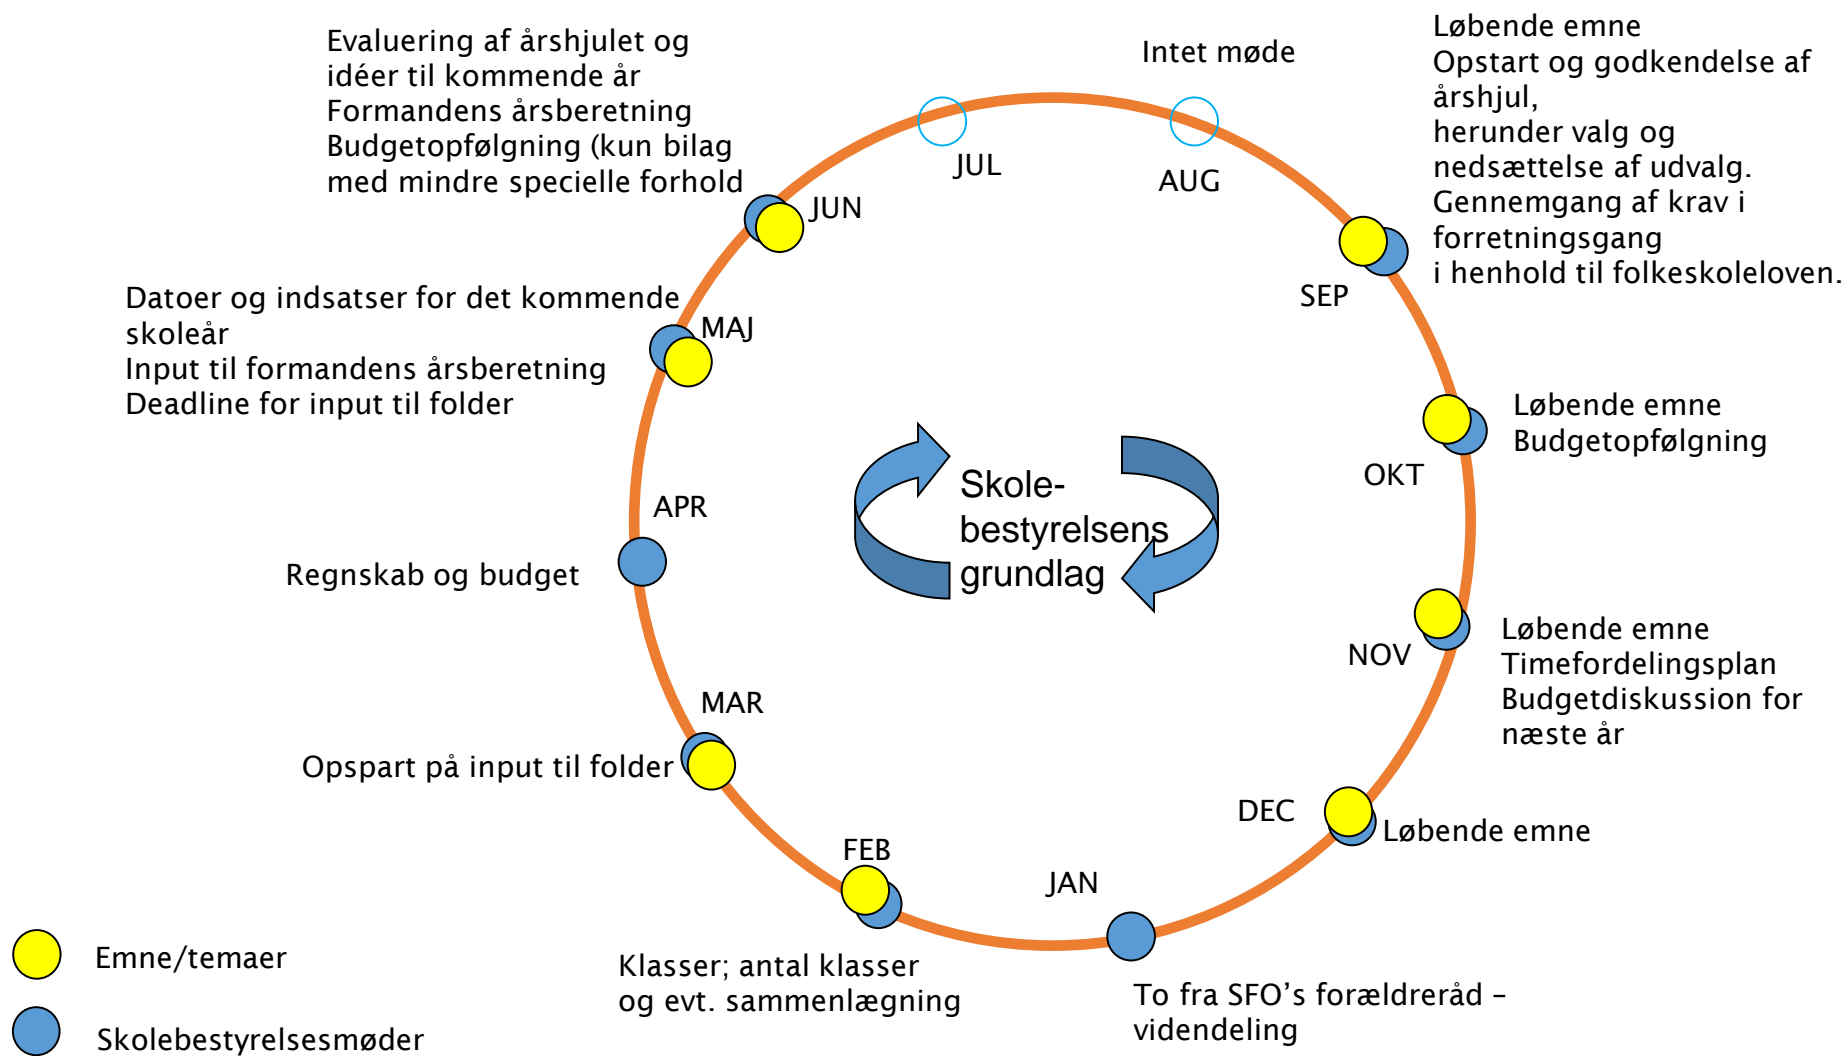 Evaluering af årshjulet og
idéer til kommende år
Formandens årsberetning
Budgetopfølgning (kun bilag
med mindre specielle forhold
Intet møde
Løbende emne
Opstart og godkendelse af
årshjul,
herunder valg og
nedsættelse af udvalg.
Gennemgang af krav i
forretningsgang
i henhold til folkeskoleloven.
JUL
AUG
JUN
SEP
Datoer og indsatser for det kommende
skoleår
Input til formandens årsberetning
Deadline for input til folder
MAJ
Løbende emne
Budgetopfølgning
OKT
Skole-
bestyrelsens
grundlag
APR
Regnskab og budget
NOV
Løbende emne
Timefordelingsplan
Budgetdiskussion for
næste år
MAR
Opspart på input til folder
DEC
Løbende emne
FEB
JAN
Klasser; antal klasser
og evt. sammenlægning
To fra SFO's forældreråd –
videndeling
Emne/temaer
Skolebestyrelsesmøder